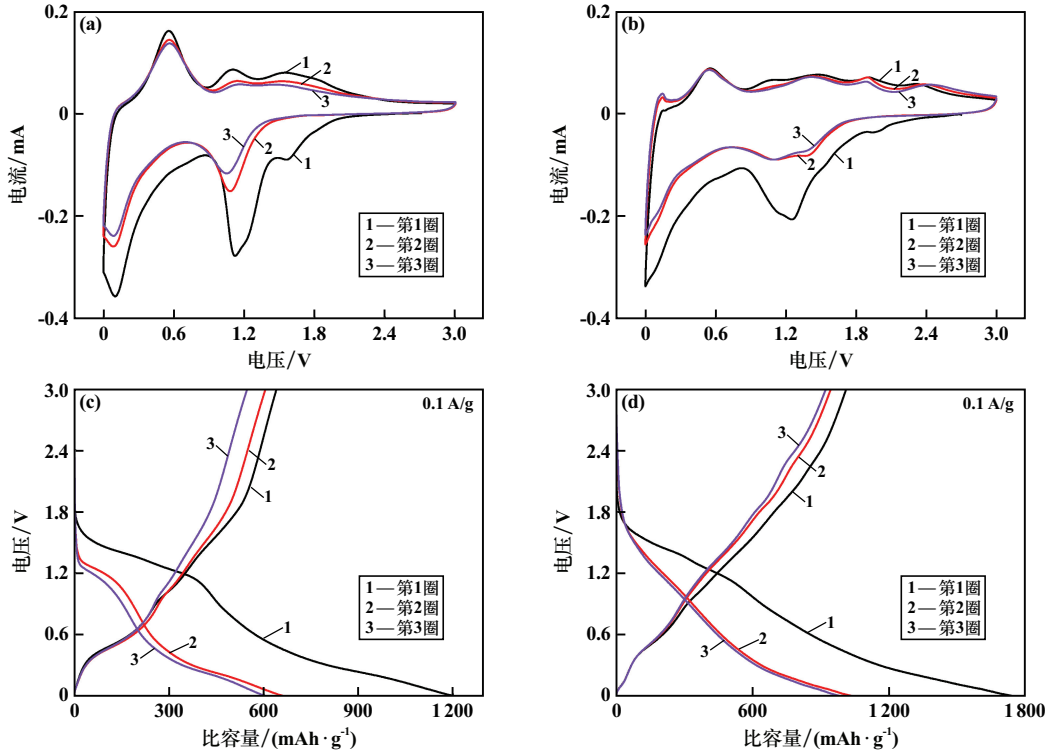 (a)
0.2
0
-0.2
-0.4
电流/mA
0
0.6
1.2
1.8
2.4
3.0
电压/V
1
2
3
3
2
1
1—第1圈
2—第2圈
3—第3圈
(b)
0.2
0
-0.2
-0.4
电流/mA
0
0.6
1.2
1.8
2.4
3.0
电压/V
1
2
3
3
2
1
1—第1圈
2—第2圈
3—第3圈
(c)
0.1 A/g
3.0
2.4
1.8
1.2
0.6
0
电压/V
0
300
600
900
1 200
比容量/(mAh·g⁻¹)
3
2
1
1
2
3
1—第1圈
2—第2圈
3—第3圈
(d)
0.1 A/g
3.0
2.4
1.8
1.2
0.6
0
电压/V
0
600
1 200
1 800
比容量/(mAh·g⁻¹)
3
2
1
1
2
3
1—第1圈
2—第2圈
3—第3圈